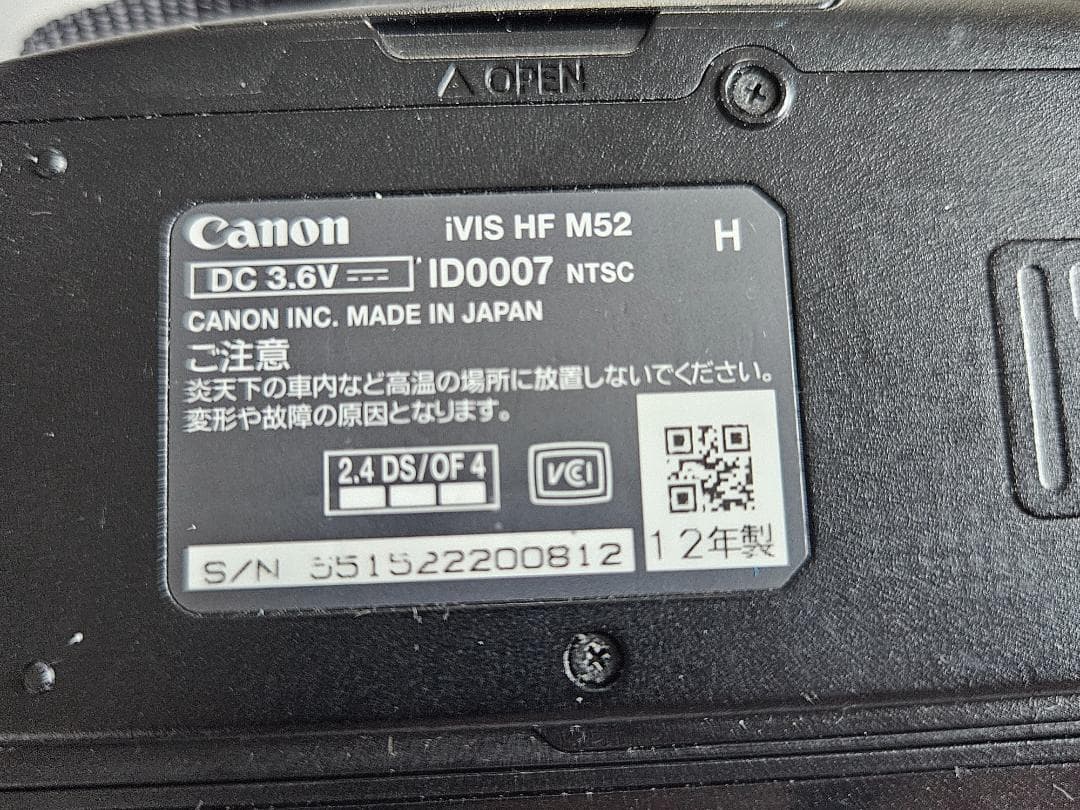 △ OPEN
Canon iVIS HF M52 H
DC 3.6V ID0007 NTSC
CANON INC. MADE IN JAPAN
ご注意
炎天下の車内など高温の場所に放置しないでください。
変形や故障の原因となります。
2.4 DS/OF 4
VCCI
12年製
S/N 551522200812